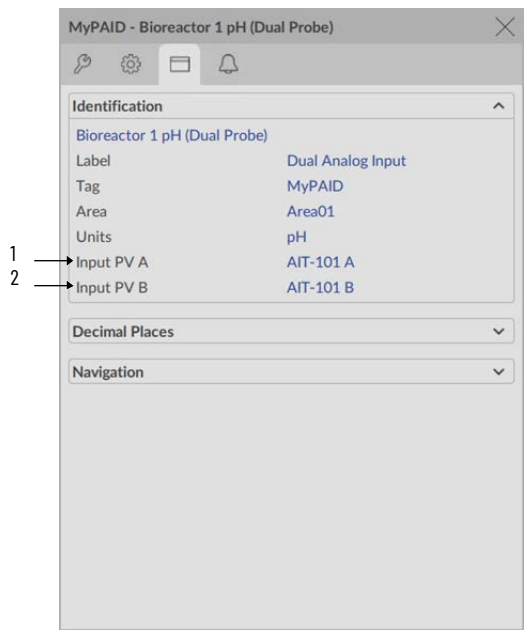 MyPAID - Bioreactor 1 pH (Dual Probe)
Identification
Bioreactor 1 pH (Dual Probe)
Label Dual Analog Input
Tag MyPAID
Area Area01
Units pH
1 Input PV A AIT-101 A
2 Input PV B AIT-101 B
Decimal Places
Navigation